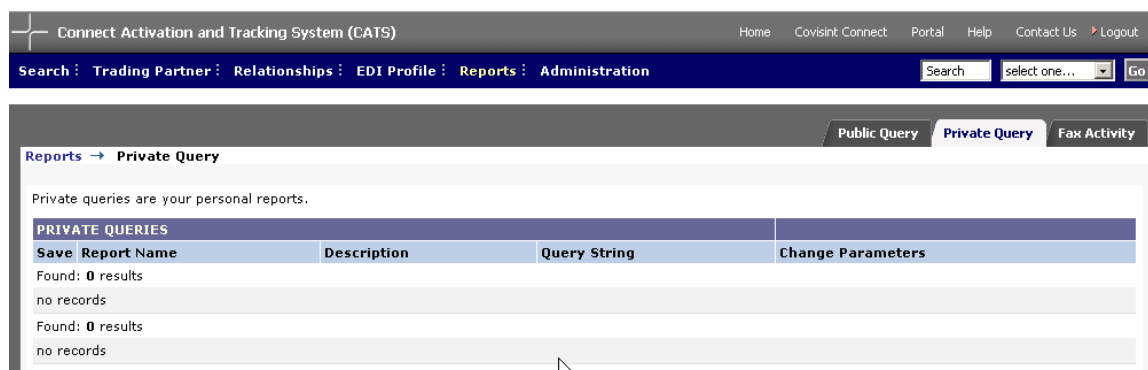 Connect Activation and Tracking System (CATS) Home Covisint Connect Portal Help Contact Us Logout
Search Trading Partner Relationships EDI Profile Reports Administration Search select one... Go
Public Query Private Query Fax Activity
Reports → Private Query
Private queries are your personal reports.
PRIVATE QUERIES
Save Report Name Description Query String Change Parameters
Found: 0 results
no records
Found: 0 results
no records